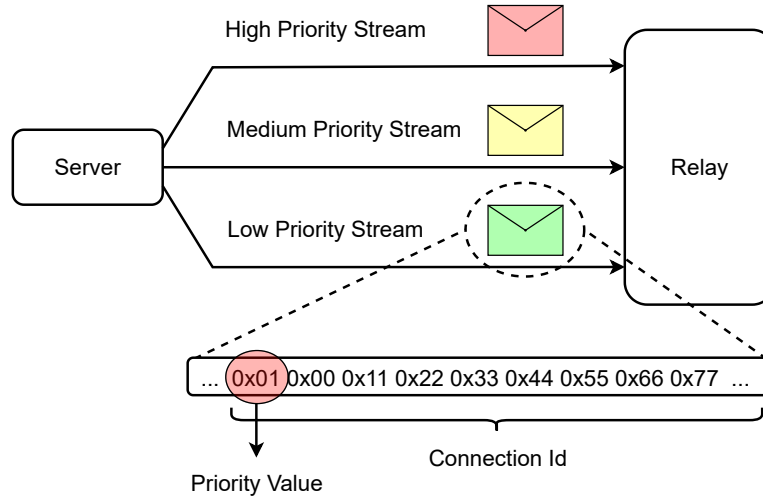 High Priority Stream
Medium Priority Stream
Server
Relay
Low Priority Stream
... 0x01 0x00 0x11 0x22 0x33 0x44 0x55 0x66 0x77 ...
Connection Id
Priority Value